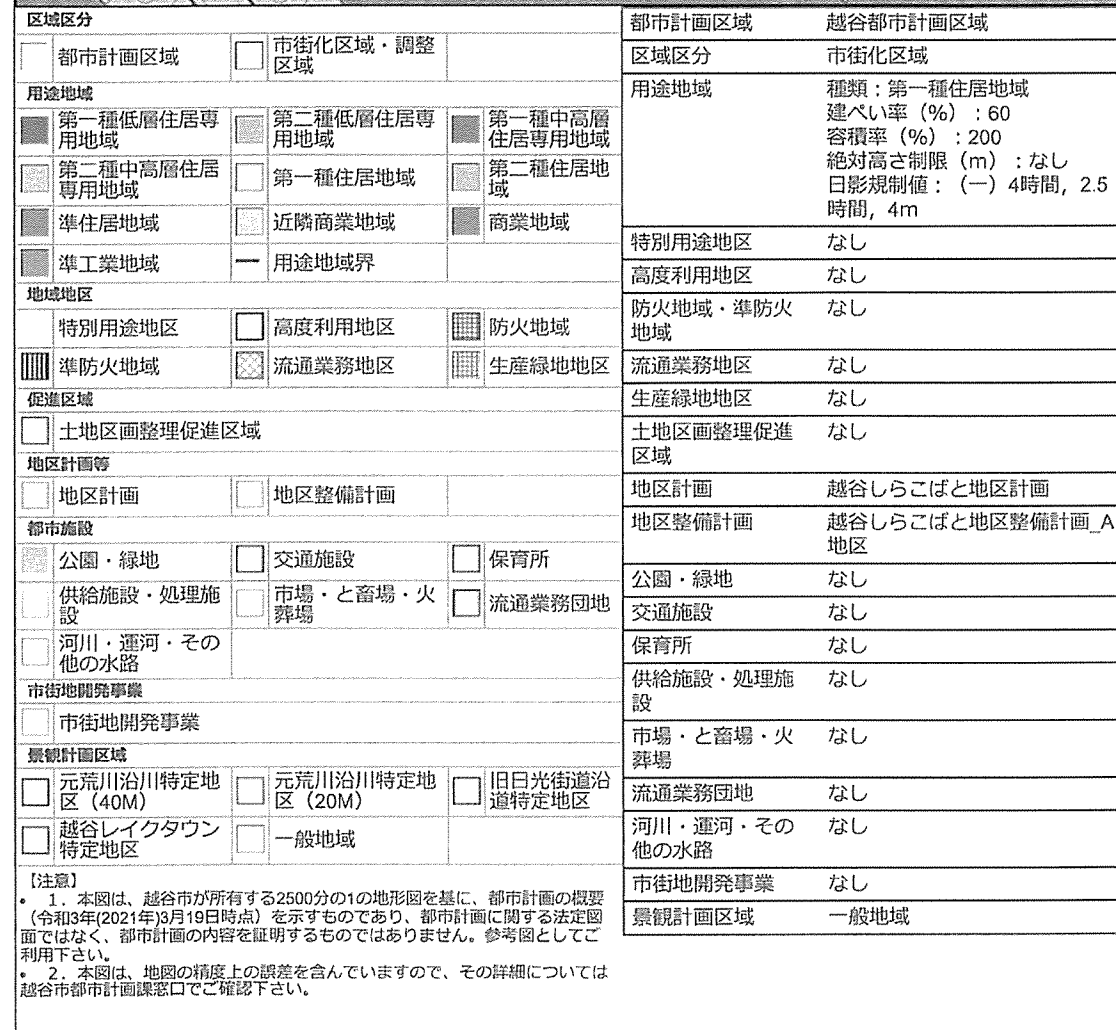 区域区分
都市計画区域 市街化区域・調整
区域
用途地域
第一種低層住居専 第二種低層住居専 第一種中高層
用地域 用地域 住居専用地域
第二種中高層住居 第一種住居地域 第二種住居地
専用地域 域
準住居地域 近隣商業地域 商業地域
準工業地域 用途地域界
地域地区
特別用途地区 高度利用地区 防火地域
準防火地域 流通業務地区 生産緑地地区
促進区域
土地区画整理促進区域
地区計画等
地区計画 地区整備計画
都市施設
公園・緑地 交通施設 保育所
供給施設・処理施 市場・と畜場・火 流通業務団地
設 葬場
河川・運河・その
他の水路
市街地開発事業
市街地開発事業
景観計画区域
元荒川沿川特定地 元荒川沿川特定地 旧日光街道沿
区（40M） 区（20M） 道特定地区
越谷レイクタウン 一般地域
特定地区
【注意】
• 1．本図は、越谷市が所有する2500分の1の地形図を基に、都市計画の概要
（令和3年(2021年)3月19日時点）を示すものであり、都市計画に関する法定図
面ではなく、都市計画の内容を証明するものではありません。参考図としてご
利用下さい。
• 2．本図は、地図の精度上の誤差を含んでいますので、その詳細については
越谷市都市計画課窓口でご確認下さい。
都市計画区域 越谷都市計画区域
区域区分 市街化区域
用途地域 種類：第一種住居地域
建ぺい率（%）：60
容積率（%）：200
絶対高さ制限（m）：なし
日影規制値：（一）4時間，2.5
時間，4m
特別用途地区 なし
高度利用地区 なし
防火地域・準防火 なし
地域
流通業務地区 なし
生産緑地地区 なし
土地区画整理促進 なし
区域
地区計画 越谷しらこばと地区計画
地区整備計画 越谷しらこばと地区整備計画_A
地区
公園・緑地 なし
交通施設 なし
保育所 なし
供給施設・処理施 なし
設
市場・と畜場・火 なし
葬場
流通業務団地 なし
河川・運河・その なし
他の水路
市街地開発事業 なし
景観計画区域 一般地域